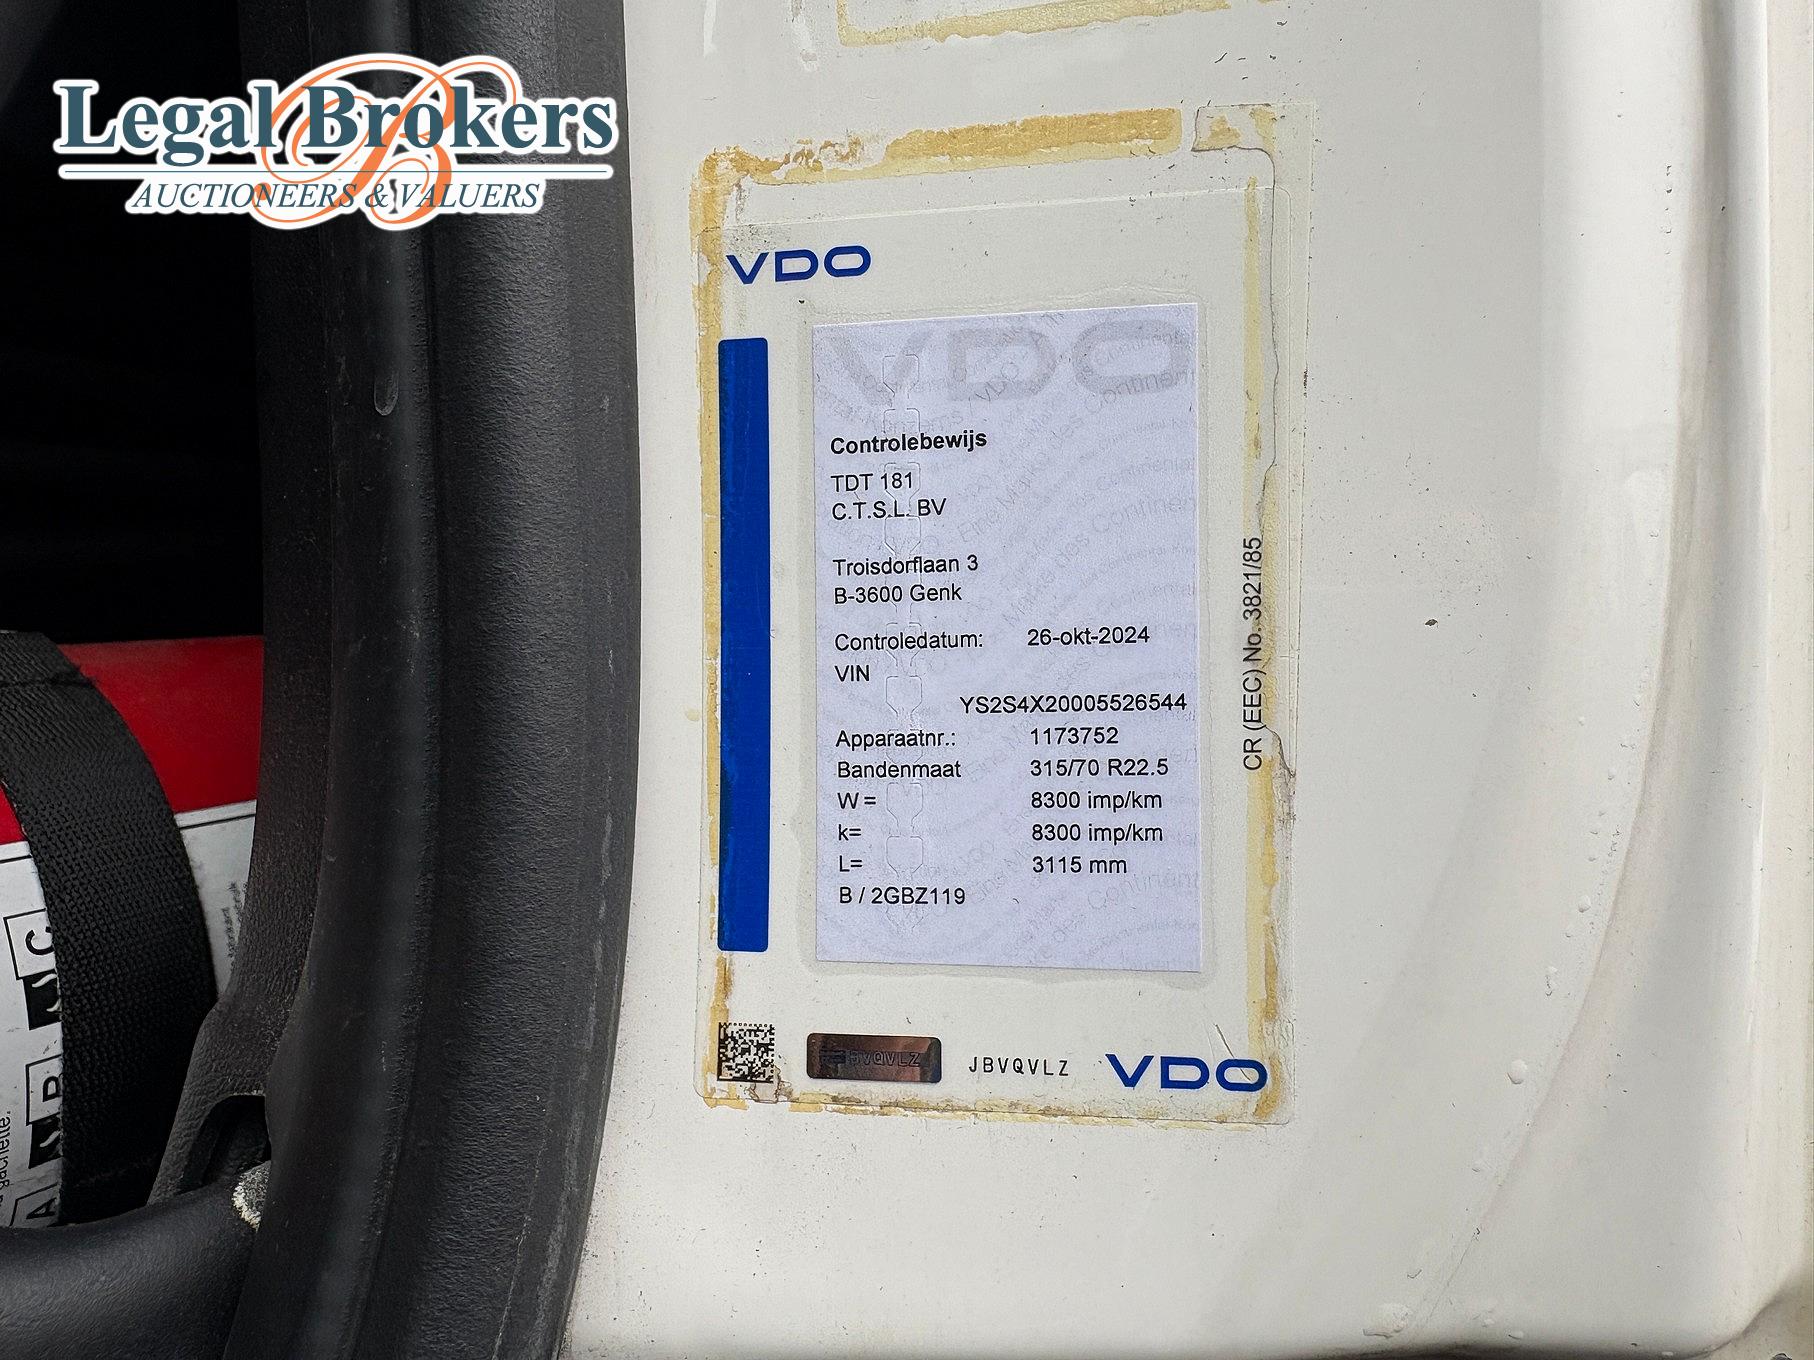 Legal Brokers
AUCTIONEERS & VALUERS
VDO
VDO
Controlebewijs
TDT 181
C.T.S.L. BV
Troisdorflaan 3
B-3600 Genk
Controledatum: 26-okt-2024
VIN
YS2S4X20005526544
Apparaatnr.: 1173752
Bandenmaat 315/70 R22.5
W = 8300 imp/km
k= 8300 imp/km
L= 3115 mm
B / 2GBZ119
CR (EEC) No. 3821/85
BVQVLZ
JBVQVLZ
VDO
C
B
A